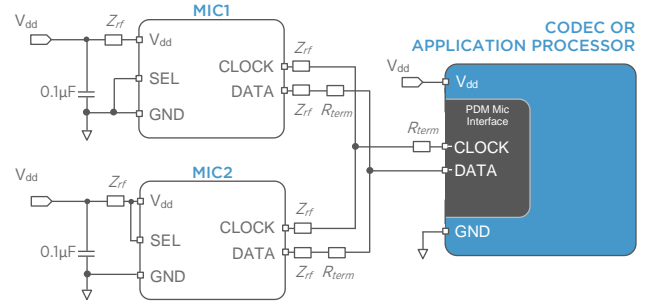 MIC1
Vdd
Zrf
Vdd
SEL
GND
0.1µF
CLOCK
DATA
Zrf
Zrf
Rterm
CODEC OR
APPLICATION PROCESSOR
Vdd
Vdd
PDM Mic
Interface
Rterm
CLOCK
DATA
GND
MIC2
Vdd
Zrf
Vdd
SEL
GND
0.1µF
CLOCK
DATA
Zrf
Zrf
Rterm